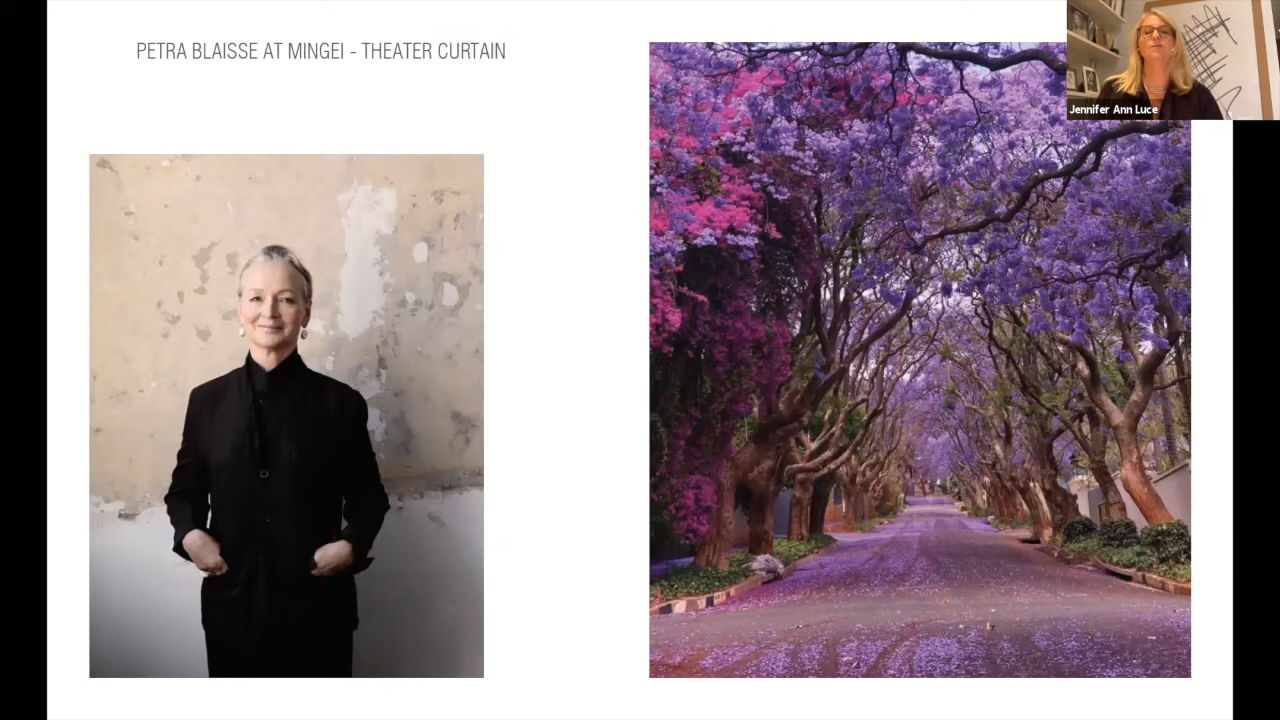 PETRA BLAISSE AT MINGEI - THEATER CURTAIN
Jennifer Ann Luce